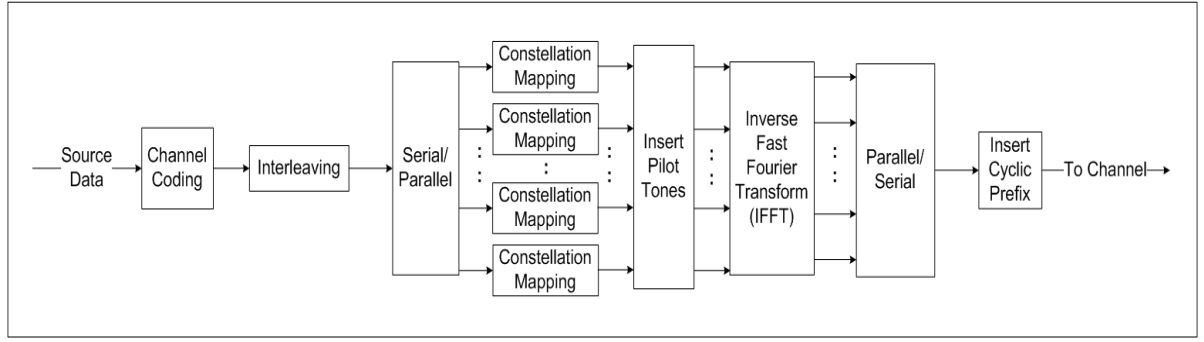 Source
Data
Channel
Coding
Interleaving
Serial/
Parallel
Constellation
Mapping
Constellation
Mapping
Constellation
Mapping
Constellation
Mapping
Insert
Pilot
Tones
Inverse
Fast
Fourier
Transform
(IFFT)
Parallel/
Serial
Insert
Cyclic
Prefix
To Channel